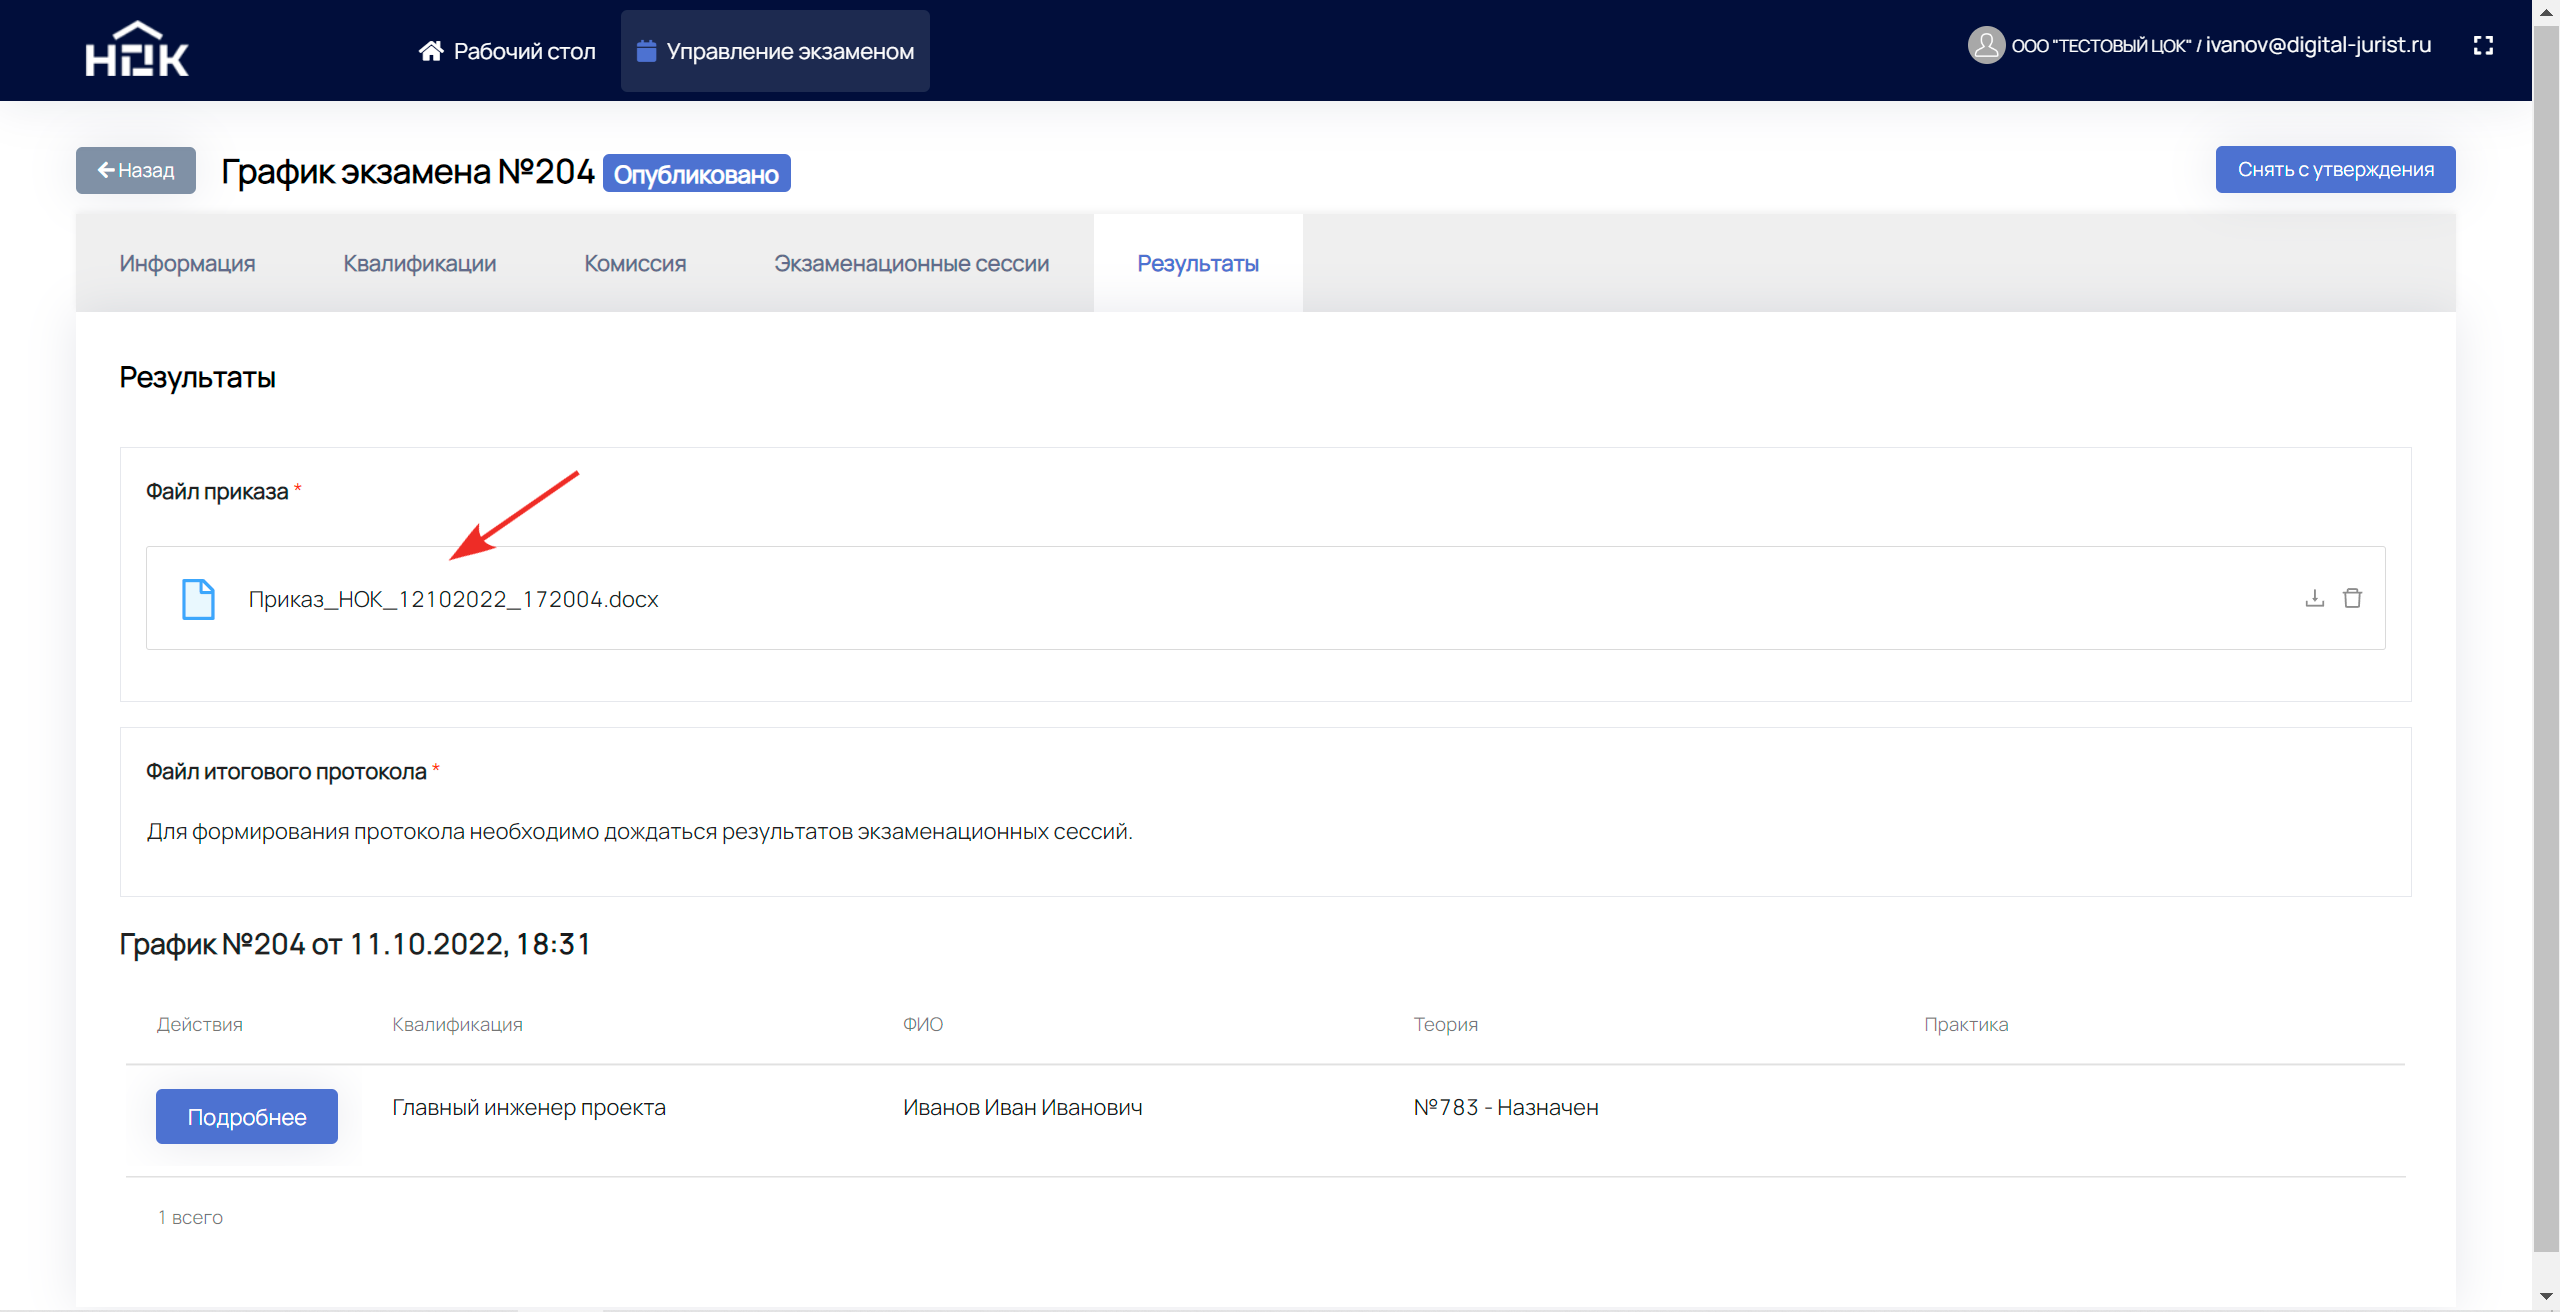 НОК
Рабочий стол
Управление экзаменом
ООО "ТЕСТОВЫЙ ЦОК" / ivanov@digital-jurist.ru
Назад
График экзамена №204 Опубликовано
Снять с утверждения
Информация
Квалификации
Комиссия
Экзаменационные сессии
Результаты
Результаты
Файл приказа *
Приказ_НОК_12102022_172004.docx
Файл итогового протокола *
Для формирования протокола необходимо дождаться результатов экзаменационных сессий.
График №204 от 11.10.2022, 18:31
Действия Квалификация ФИО Теория Практика
Подробнее Главный инженер проекта Иванов Иван Иванович №783 - Назначен
1 всего